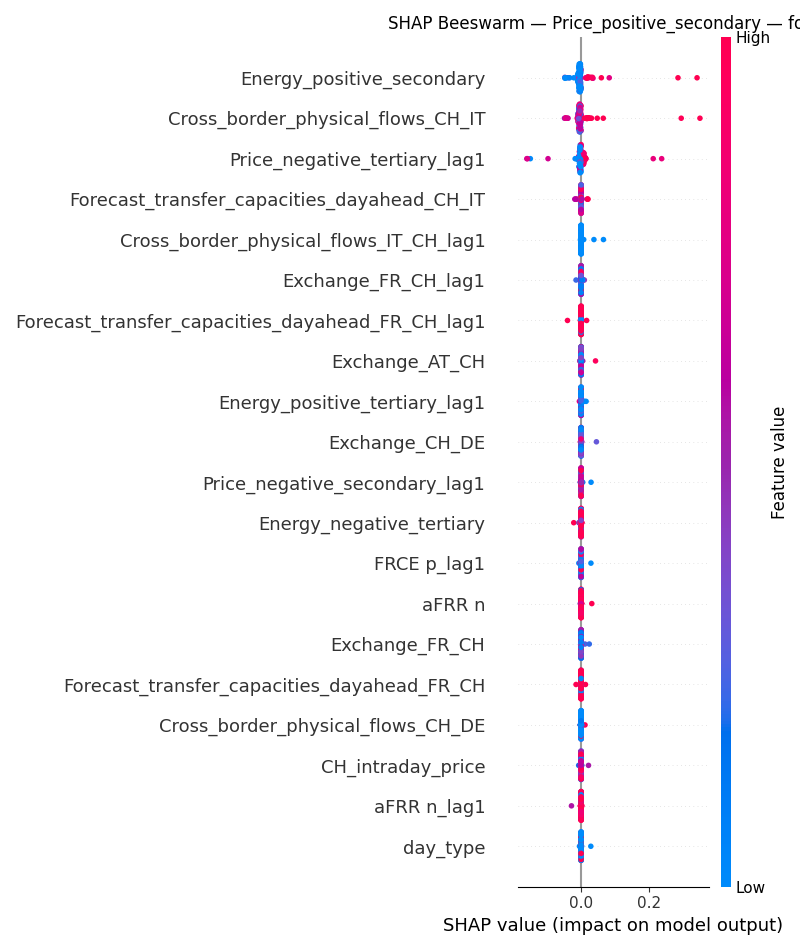 SHAP Beeswarm — Price_positive_secondary — fo
High
Energy_positive_secondary
Cross_border_physical_flows_CH_IT
Price_negative_tertiary_lag1
Forecast_transfer_capacities_dayahead_CH_IT
Cross_border_physical_flows_IT_CH_lag1
Exchange_FR_CH_lag1
Forecast_transfer_capacities_dayahead_FR_CH_lag1
Exchange_AT_CH
Energy_positive_tertiary_lag1
Exchange_CH_DE
Price_negative_secondary_lag1
Energy_negative_tertiary
FRCE p_lag1
aFRR n
Exchange_FR_CH
Forecast_transfer_capacities_dayahead_FR_CH
Cross_border_physical_flows_CH_DE
CH_intraday_price
aFRR n_lag1
day_type
Feature value
Low
0.0 0.2
SHAP value (impact on model output)